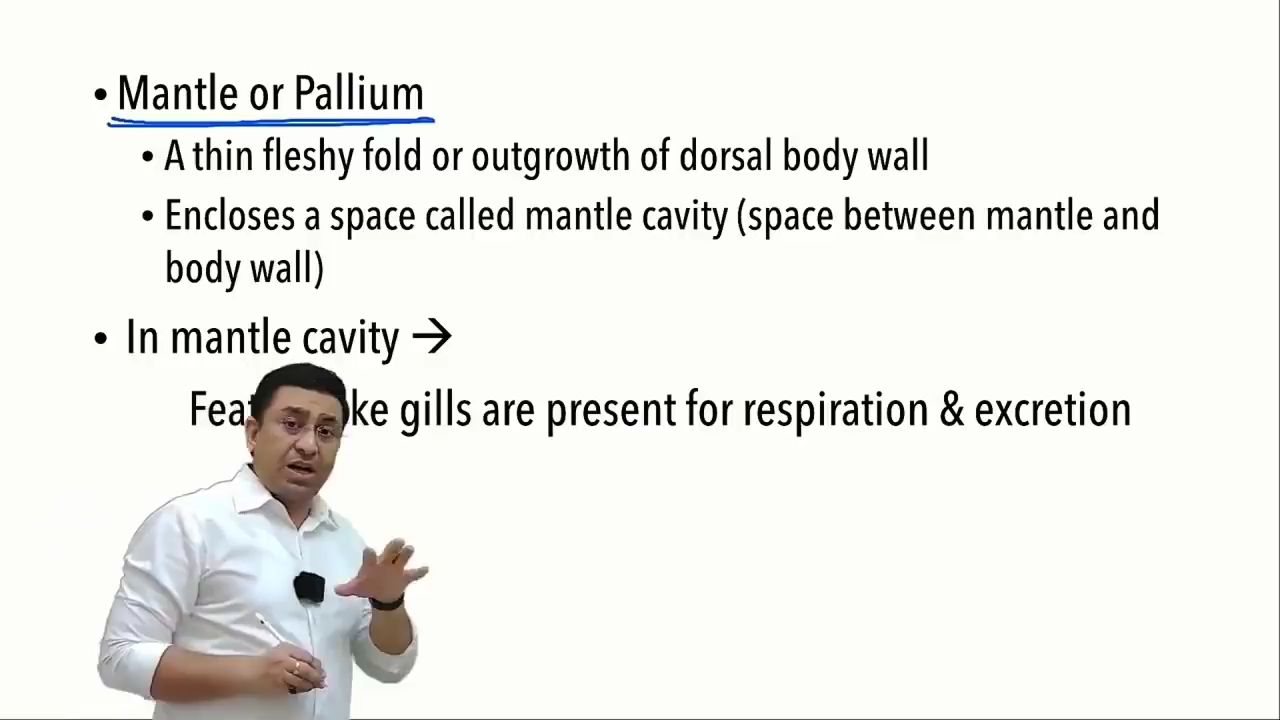 • Mantle or Pallium
• A thin fleshy fold or outgrowth of dorsal body wall
• Encloses a space called mantle cavity (space between mantle and
body wall)
• In mantle cavity →
gills are present for respiration & excretion